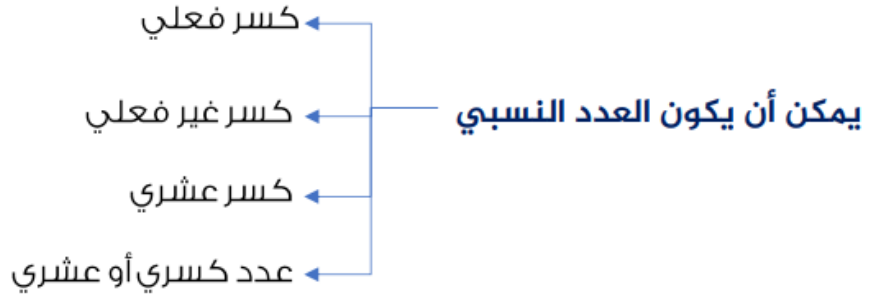 يمكن أن يكون العدد النسبي
كسر فعلي
كسر غير فعلي
كسر عشري
عدد كسري أو عشري